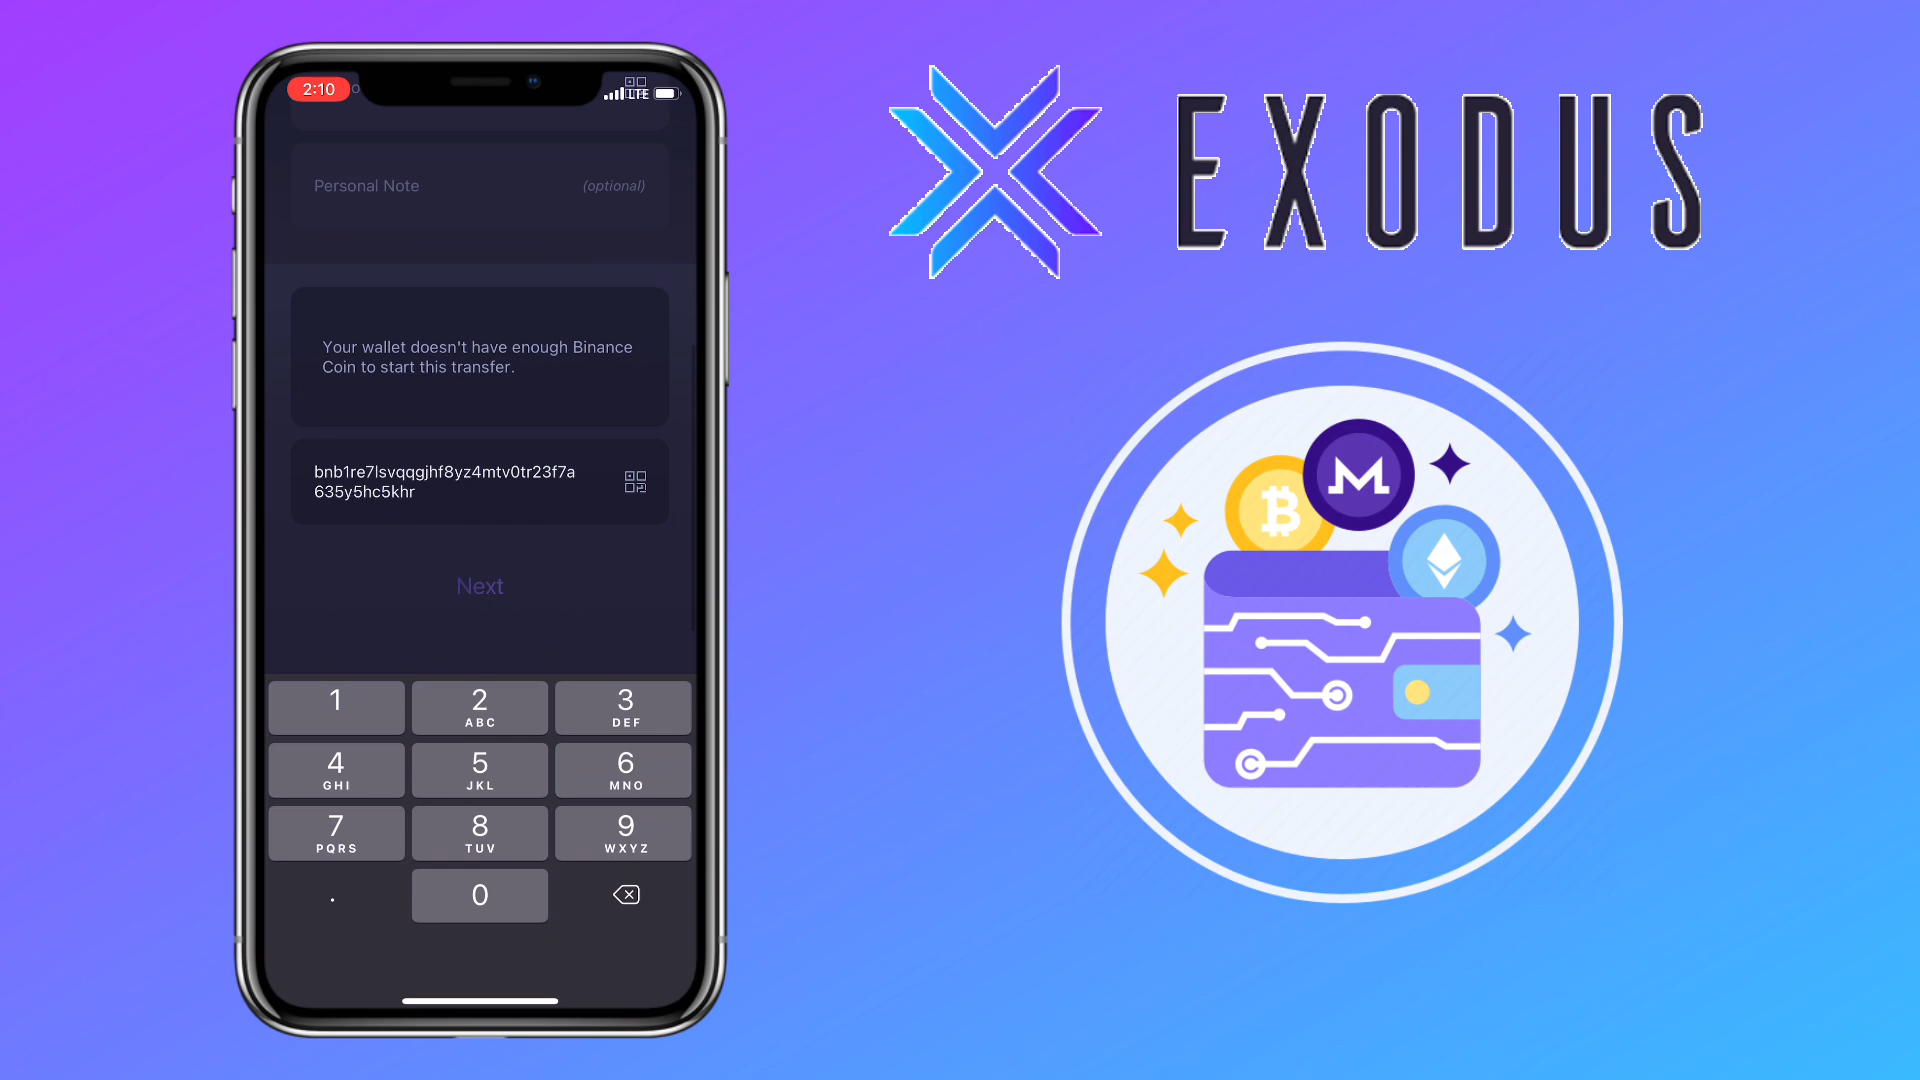 2:10
LTE
Personal Note (optional)
Your wallet doesn't have enough Binance
Coin to start this transfer.
bnb1re7lsvqqgjhf8yz4mtv0tr23f7a
635y5hc5khr
Next
1
2
ABC
3
DEF
4
GHI
5
JKL
6
MNO
7
PQRS
8
TUV
9
WXYZ
.
0
EXODUS